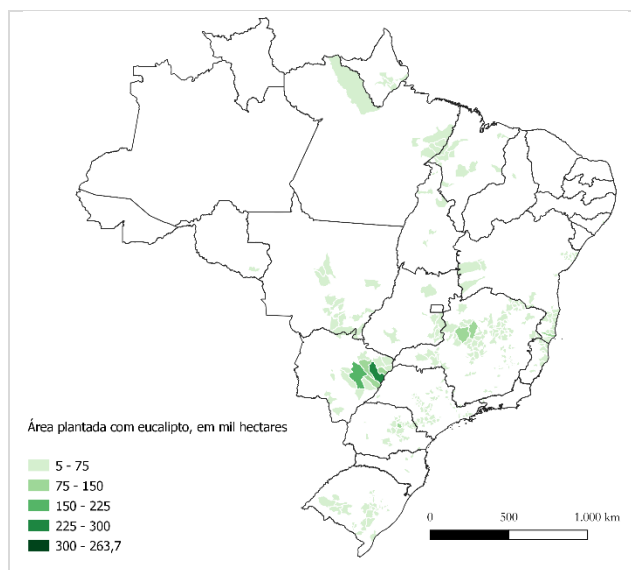 Área plantada com eucalipto, em mil hectares
5 - 75
75 - 150
150 - 225
225 - 300
300 - 263,7
0 500 1.000 km